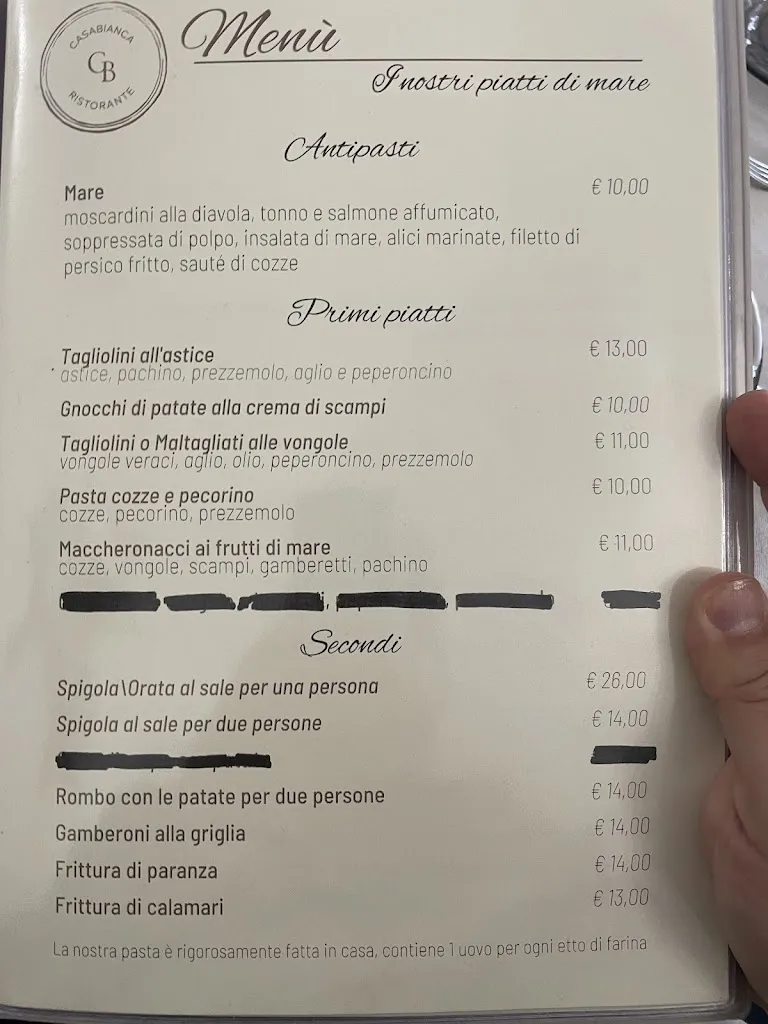 CASABIANCA
CB
RISTORANTE
Menù
I nostri piatti di mare
Antipasti
Mare € 10,00
moscardini alla diavola, tonno e salmone affumicato,
soppressata di polpo, insalata di mare, alici marinate, filetto di
persico fritto, sauté di cozze
Primi piatti
Tagliolini all'astice € 13,00
astice, pachino, prezzemolo, aglio e peperoncino
Gnocchi di patate alla crema di scampi € 10,00
Tagliolini o Maltagliati alle vongole € 11,00
vongole veraci, aglio, olio, peperoncino, prezzemolo
Pasta cozze e pecorino € 10,00
cozze, pecorino, prezzemolo
Maccheronacci ai frutti di mare € 11,00
cozze, vongole, scampi, gamberetti, pachino
Secondi
Spigola\Orata al sale per una persona € 26,00
Spigola al sale per due persone € 14,00
Rombo con le patate per due persone € 14,00
Gamberoni alla griglia € 14,00
Frittura di paranza € 14,00
Frittura di calamari € 13,00
La nostra pasta è rigorosamente fatta in casa, contiene 1 uovo per ogni etto di farina